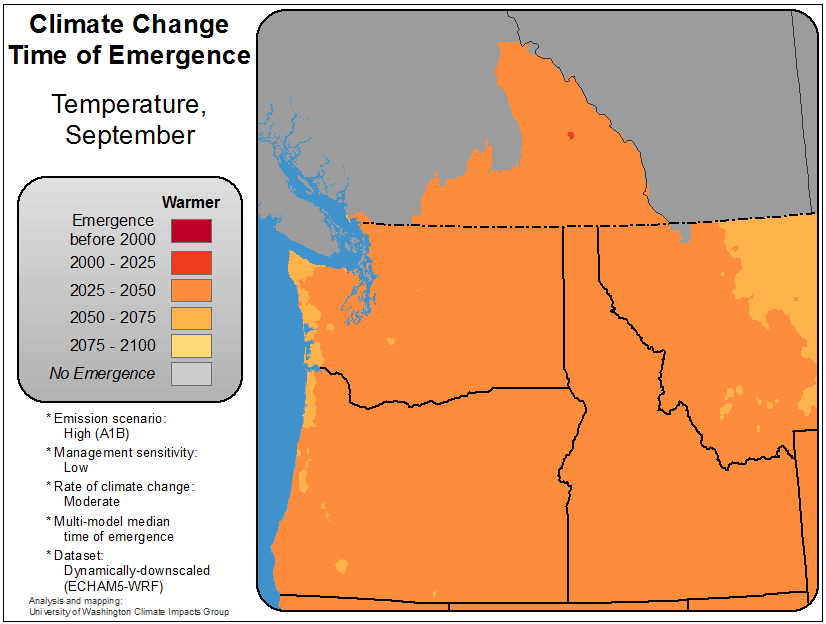 Climate Change
Time of Emergence
Temperature,
September
Warmer
Emergence
before 2000
2000 - 2025
2025 - 2050
2050 - 2075
2075 - 2100
No Emergence
* Emission scenario:
High (A1B)
* Management sensitivity:
Low
* Rate of climate change:
Moderate
* Multi-model median
time of emergence
* Dataset:
Dynamically-downscaled
(ECHAM5-WRF)
Analysis and mapping:
University of Washington Climate Impacts Group